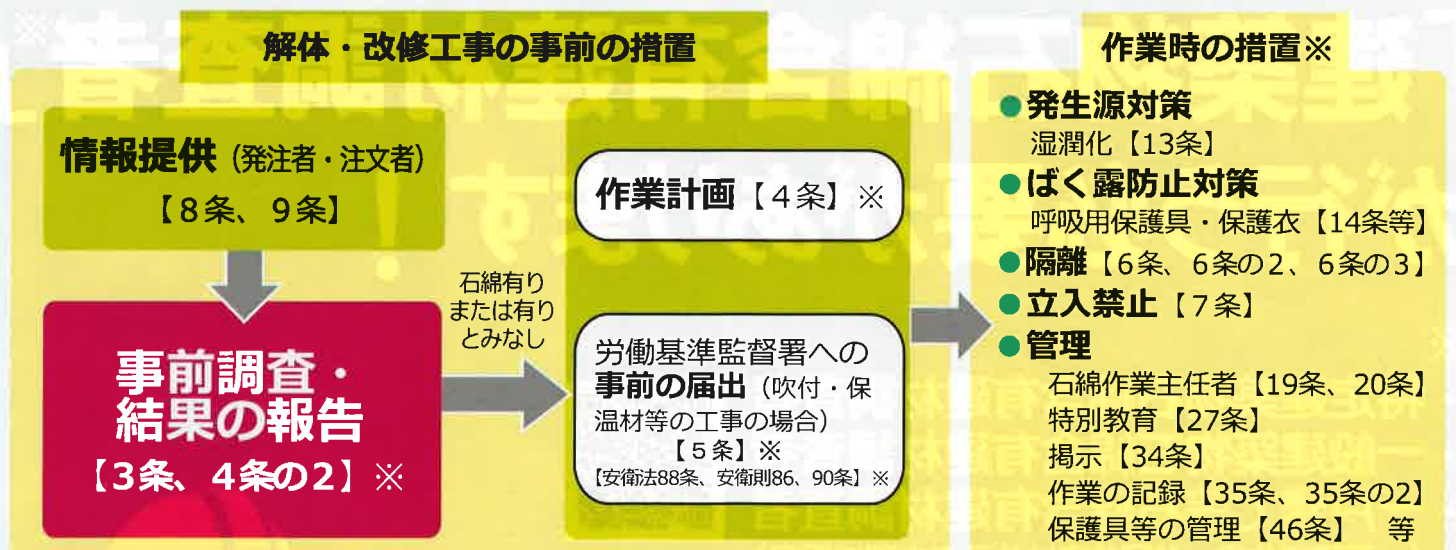 解体・改修工事の事前の措置
情報提供（発注者・注文者）
【8条、9条】
事前調査・
結果の報告
【3条、4条の2】※
石綿有り
または有り
とみなし
作業計画【4条】※
労働基準監督署への
事前の届出（吹付・保
温材等の工事の場合）
【5条】※
【安衛法88条、安衛則86、90条】※
作業時の措置※
●発生源対策
湿潤化【13条】
●ばく露防止対策
呼吸用保護具・保護衣【14条等】
●隔離【6条、6条の2、6条の3】
●立入禁止【7条】
●管理
石綿作業主任者【19条、20条】
特別教育【27条】
掲示【34条】
作業の記録【35条、35条の2】
保護具等の管理【46条】　等